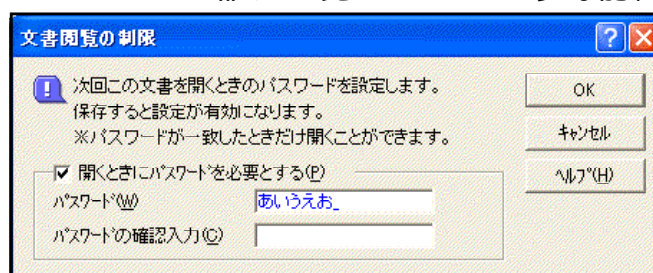 文書閲覧の制限
次回この文書を開くときのパスワードを設定します。
保存すると設定が有効になります。
※パスワードが一致したときだけ開くことができます。
OK
キャンセル
ヘルプ(H)
開くときにパスワードを必要とする(P)
パスワード(W)
あいうえお_
パスワードの確認入力(C)